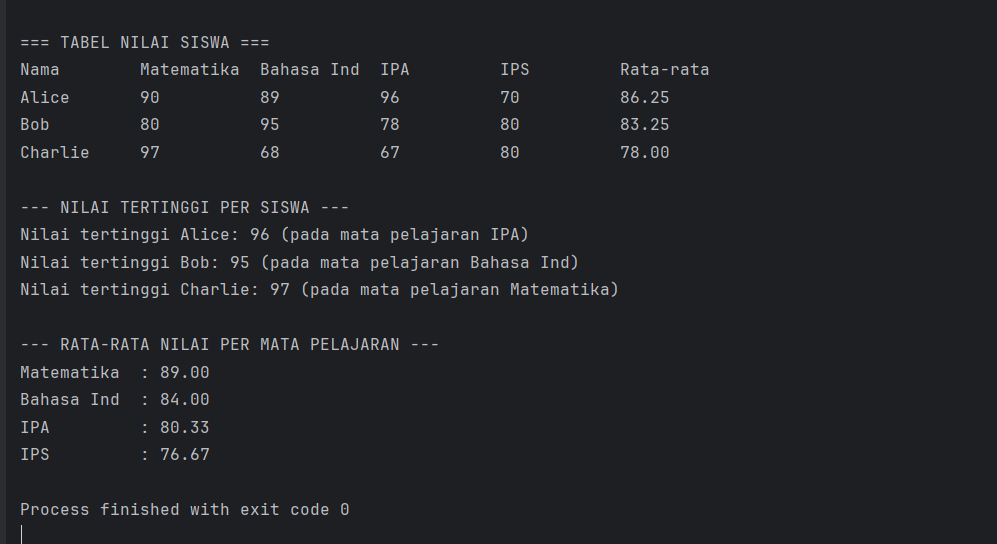 === TABEL NILAI SISWA ===
Nama        Matematika  Bahasa Ind  IPA         IPS         Rata-rata
Alice       90          89          96          70          86.25
Bob         80          95          78          80          83.25
Charlie     97          68          67          80          78.00
--- NILAI TERTINGGI PER SISWA ---
Nilai tertinggi Alice: 96 (pada mata pelajaran IPA)
Nilai tertinggi Bob: 95 (pada mata pelajaran Bahasa Ind)
Nilai tertinggi Charlie: 97 (pada mata pelajaran Matematika)
--- RATA-RATA NILAI PER MATA PELAJARAN ---
Matematika  : 89.00
Bahasa Ind  : 84.00
IPA         : 80.33
IPS         : 76.67
Process finished with exit code 0